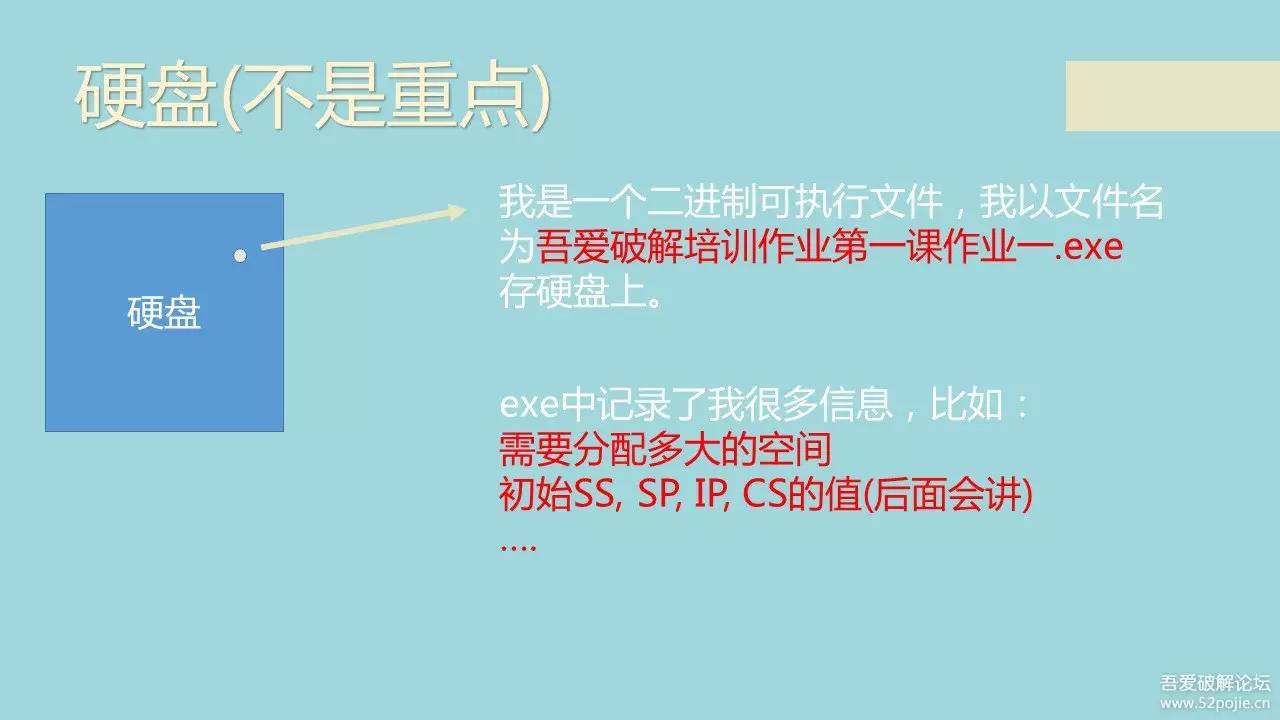 硬盘(不是重点)
硬盘
我是一个二进制可执行文件，我以文件名
为吾爱破解培训作业第一课作业一.exe
存硬盘上。
exe中记录了我很多信息，比如：
需要分配多大的空间
初始SS, SP, IP, CS的值(后面会讲)
....
吾爱破解论坛
www.52pojie.cn